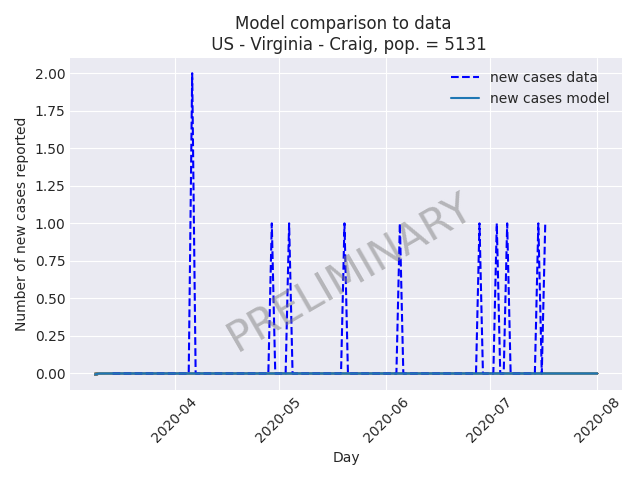 Model comparison to data
US - Virginia - Craig, pop. = 5131
new cases data
new cases model
Number of new cases reported
2.00
1.75
1.50
1.25
1.00
0.75
0.50
0.25
0.00
PRELIMINARY
2020-04
2020-05
2020-06
2020-07
2020-08
Day